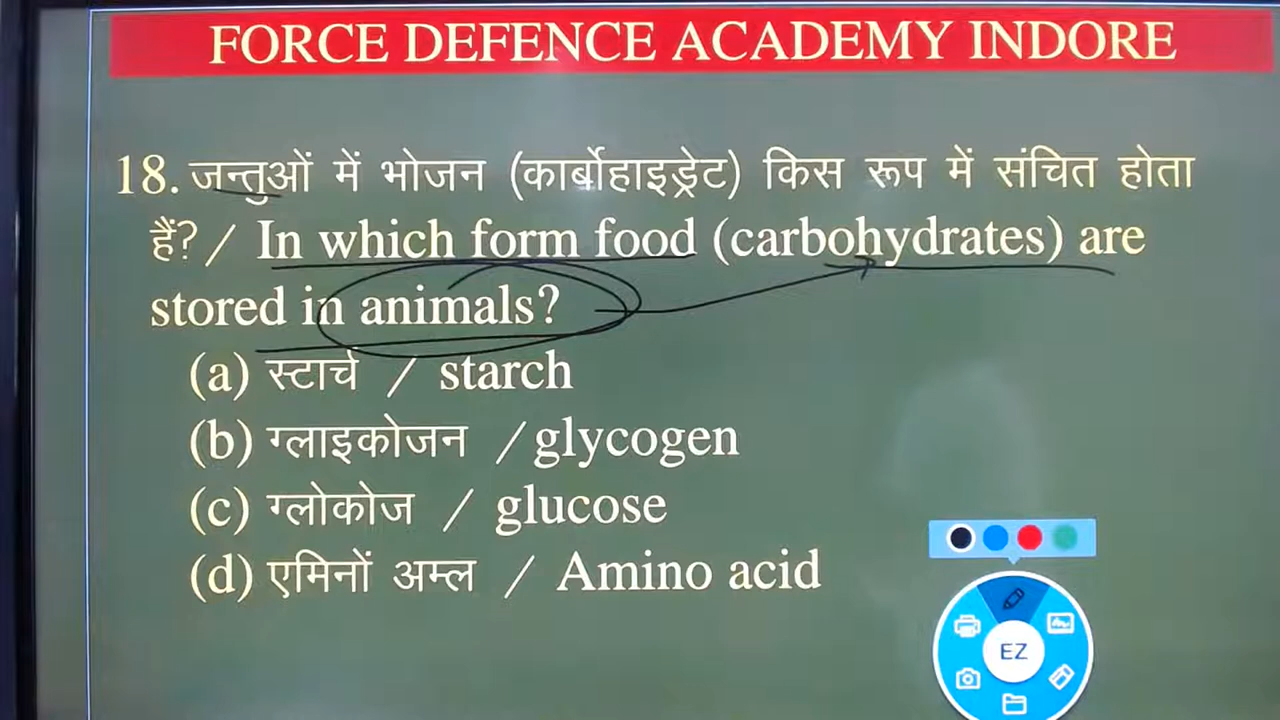 FORCE DEFENCE ACADEMY INDORE
18. जन्तुओं में भोजन (कार्बोहाइड्रेट) किस रूप में संचित होता
हैं? / In which form food (carbohydrates) are
stored in animals?
(a) स्टार्च / starch
(b) ग्लाइकोजन / glycogen
(c) ग्लोकोज / glucose
(d) एमिनों अम्ल / Amino acid
EZ